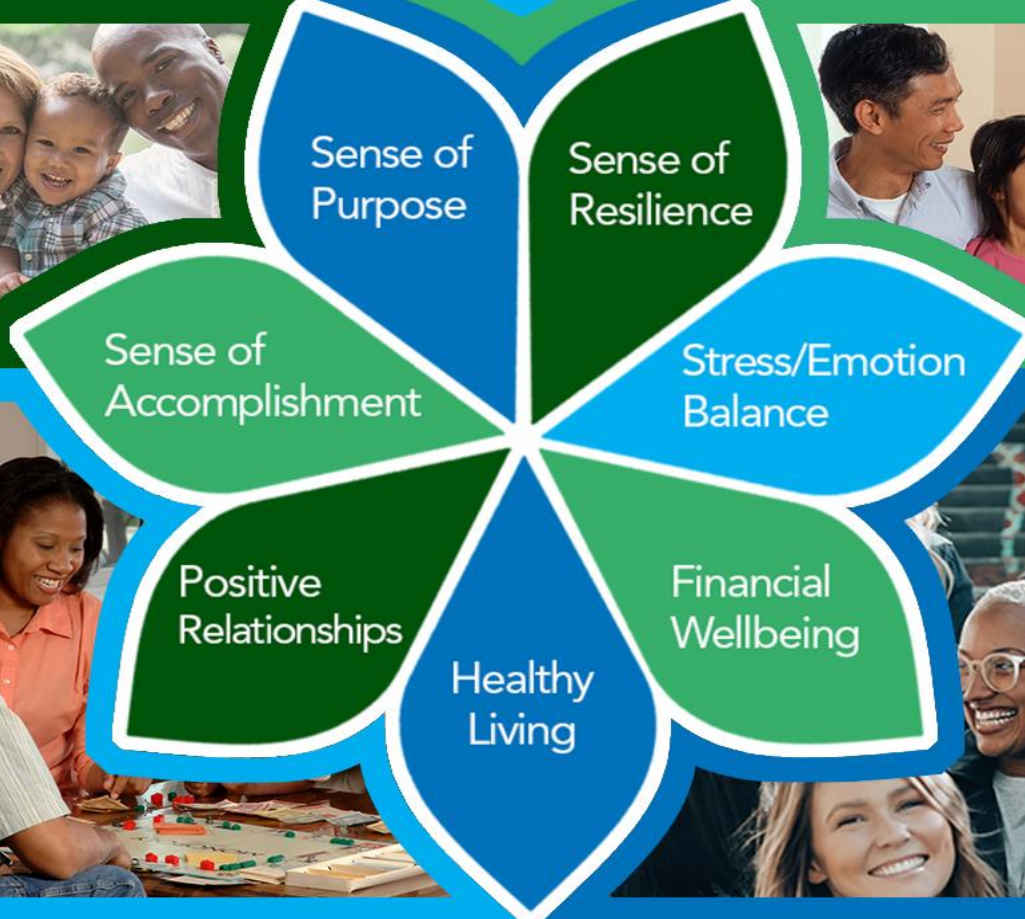 Sense of
Purpose
Sense of
Resilience
Sense of
Accomplishment
Stress/Emotion
Balance
Positive
Relationships
Financial
Wellbeing
Healthy
Living